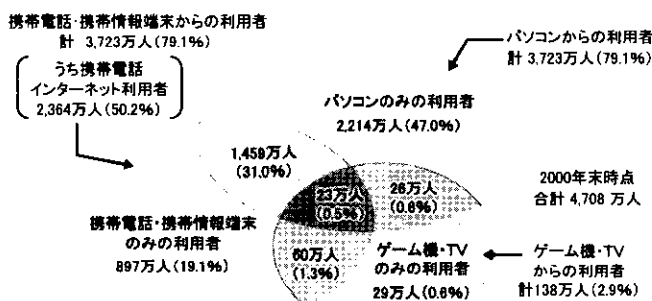 携帯電話・携帯情報端末からの利用者
計 3,723万人(79.1%)
うち携帯電話
インターネット利用者
2,364万人(50.2%)
パソコンからの利用者
計 3,723万人(79.1%)
パソコンのみの利用者
2,214万人(47.0%)
1,459万人
(31.0%)
23万人
(0.5%)
26万人
(0.6%)
2000年末時点
合計 4,708 万人
携帯電話・携帯情報端末
のみの利用者
897万人(19.1%)
60万人
(1.3%)
ゲーム機・TV
のみの利用者
29万人(0.6%)
ゲーム機・TV
からの利用者
計138万人(2.9%)